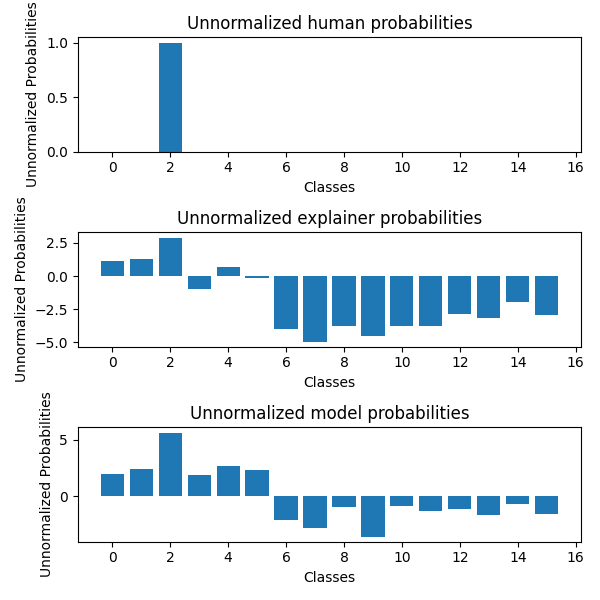 Unnormalized human probabilities
Unnormalized Probabilities
1.0
0.5
0.0
0 2 4 6 8 10 12 14 16
Classes
Unnormalized explainer probabilities
Unnormalized Probabilities
2.5
0.0
−2.5
−5.0
0 2 4 6 8 10 12 14 16
Classes
Unnormalized model probabilities
Unnormalized Probabilities
5
0
0 2 4 6 8 10 12 14 16
Classes